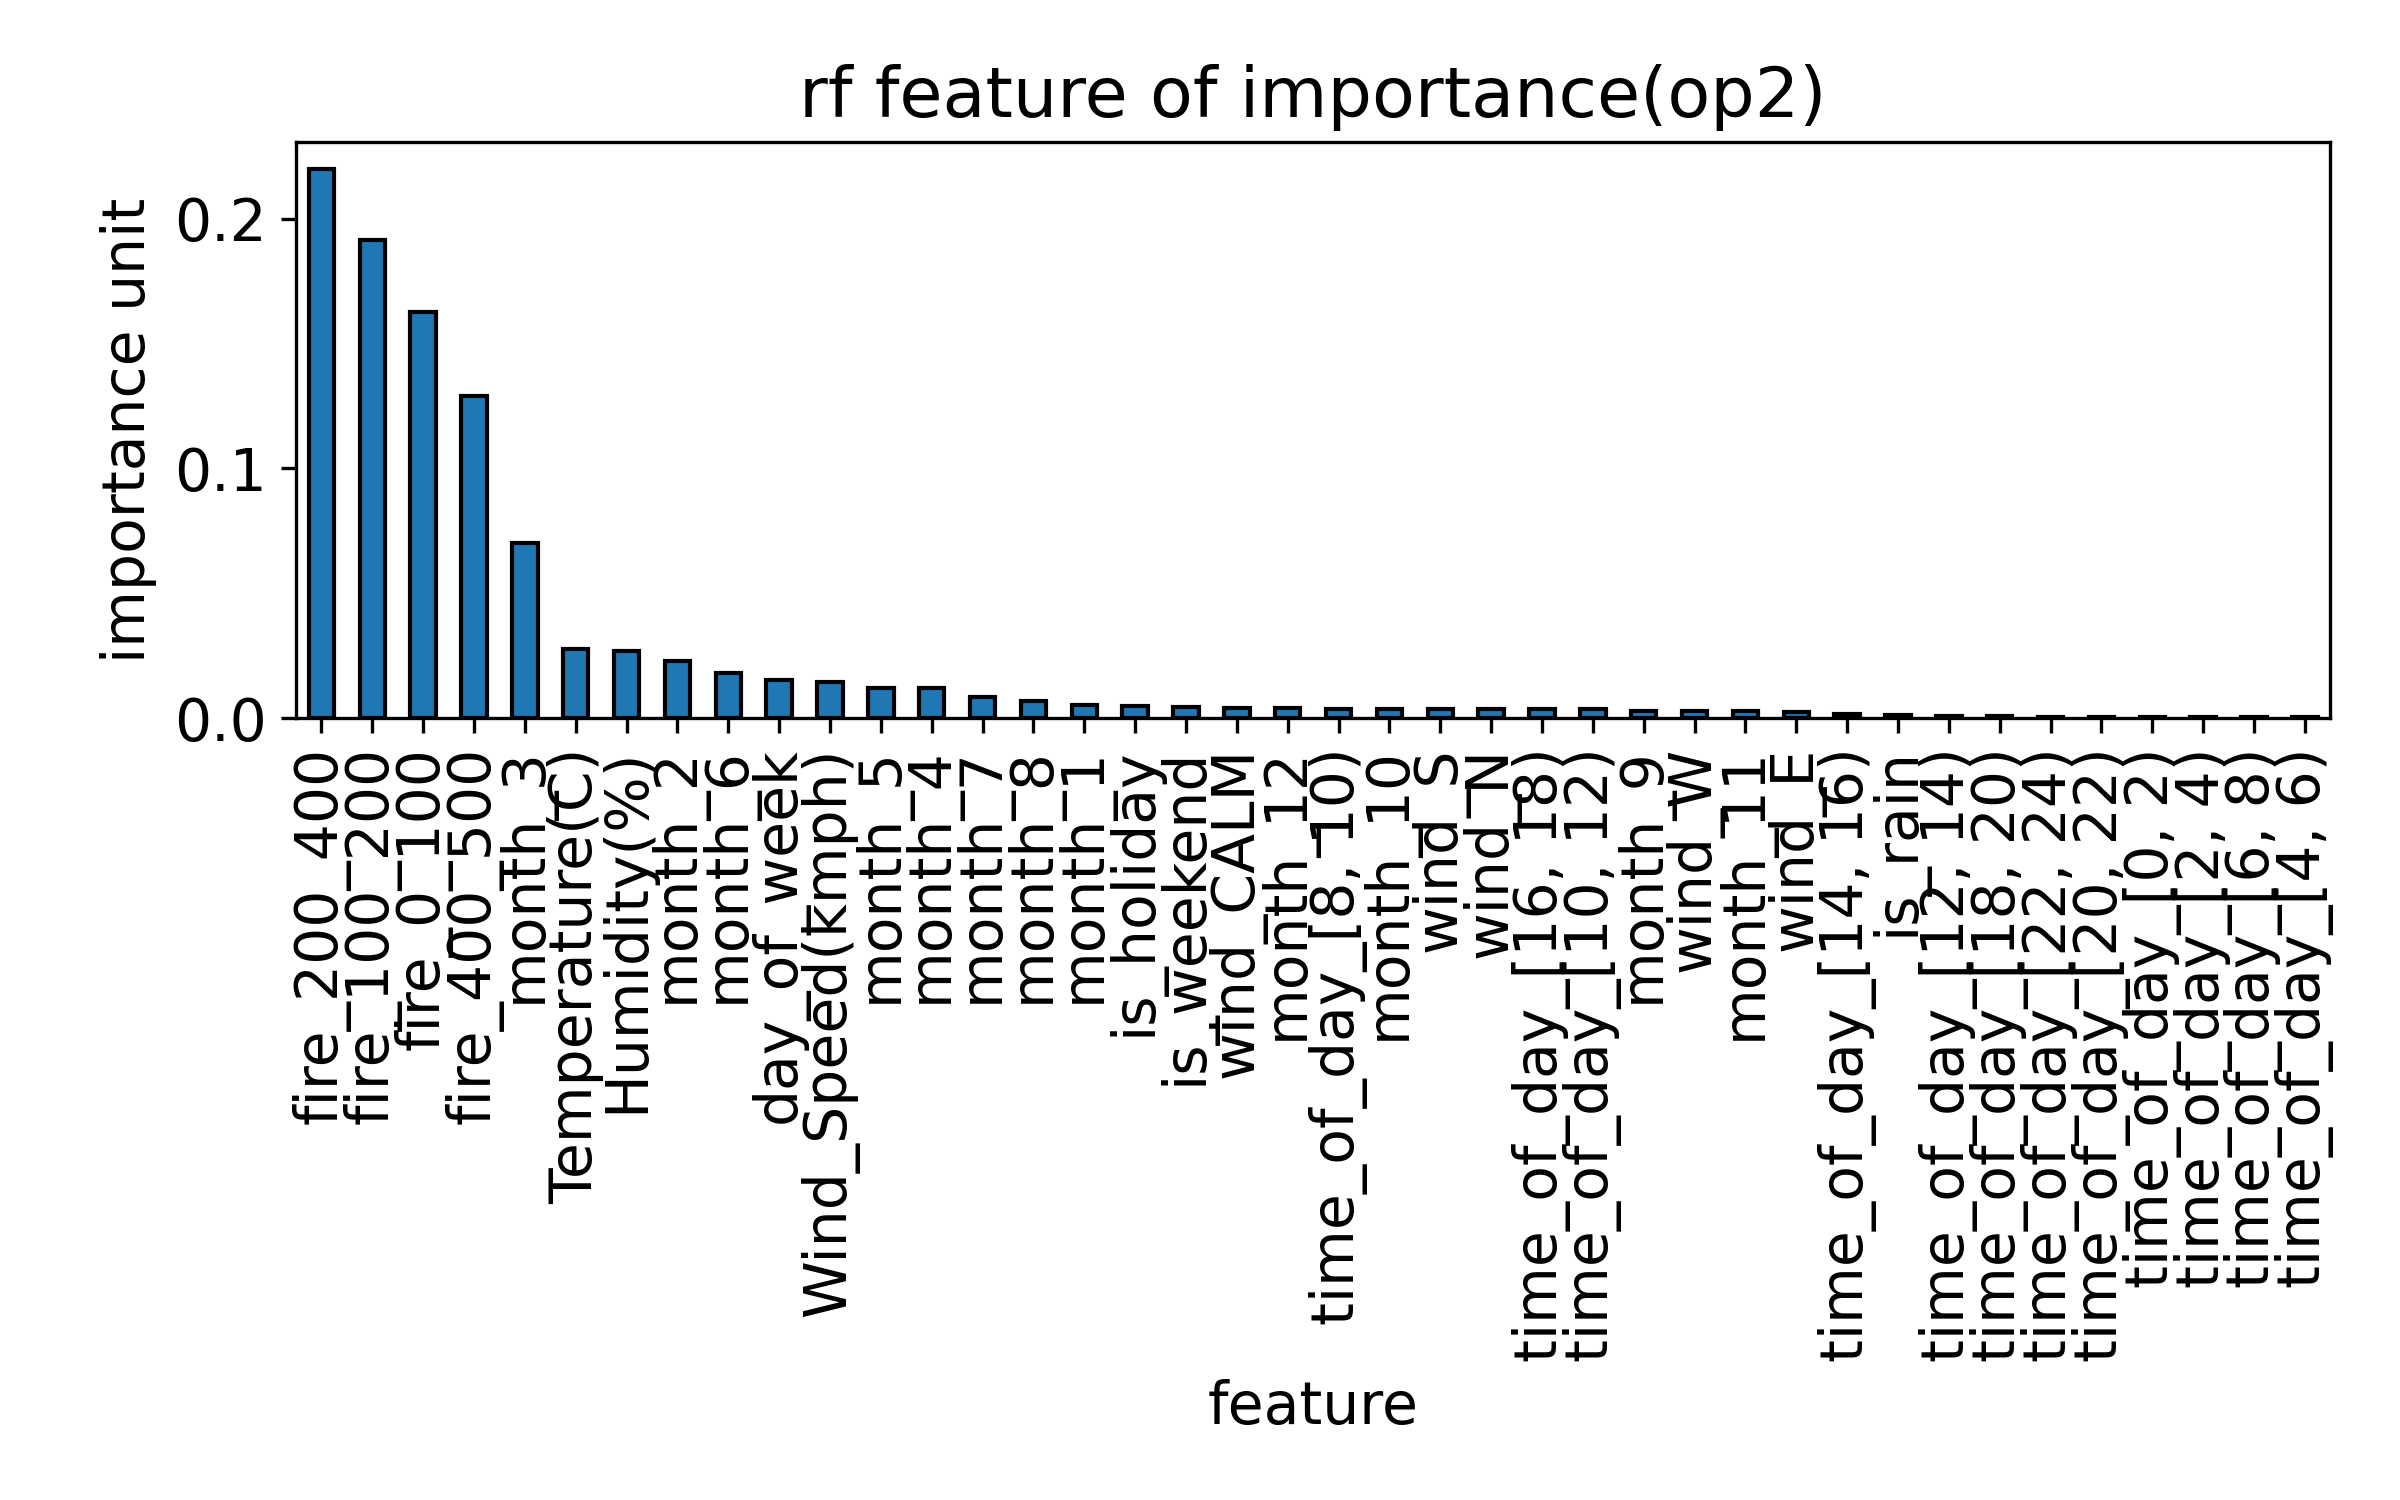 rf feature of importance(op2)
importance unit
0.2
0.1
0.0
fire_200_400
fire_100_200
fire_0_100
fire_400_500
month_3
Temperature(C)
Humidity(%)
month_2
month_6
day_of_week
Wind_Speed(kmph)
month_5
month_4
month_7
month_8
month_1
is_holiday
is_weekend
wind_CALM
month_12
time_of_day_[8, 10)
month_10
wind_S
wind_N
time_of_day_[16, 18)
time_of_day_[10, 12)
month_9
wind_W
month_11
wind_E
time_of_day_[14, 16)
is_rain
time_of_day_[12, 14)
time_of_day_[18, 20)
time_of_day_[22, 24)
time_of_day_[20, 22)
time_of_day_[0, 2)
time_of_day_[2, 4)
time_of_day_[6, 8)
time_of_day_[4, 6)
feature